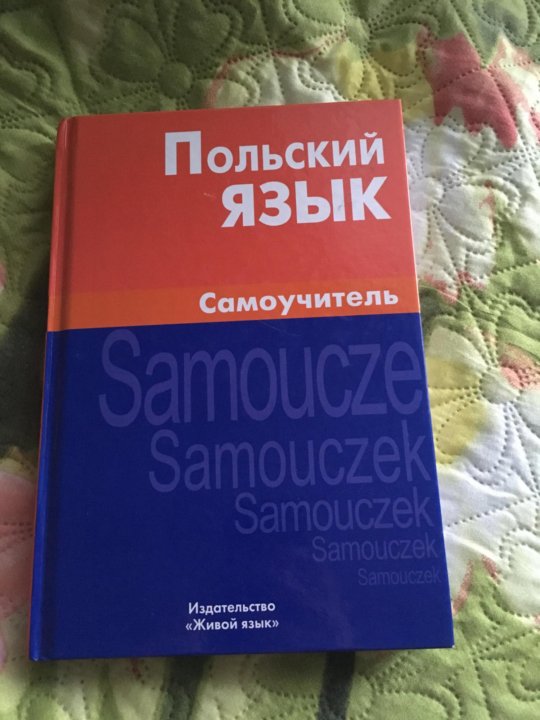 Польский
язык
Самоучитель
Samoucze
Samouczek
Samouczek
Samouczek
Samouczek
Издательство
«Живой язык»